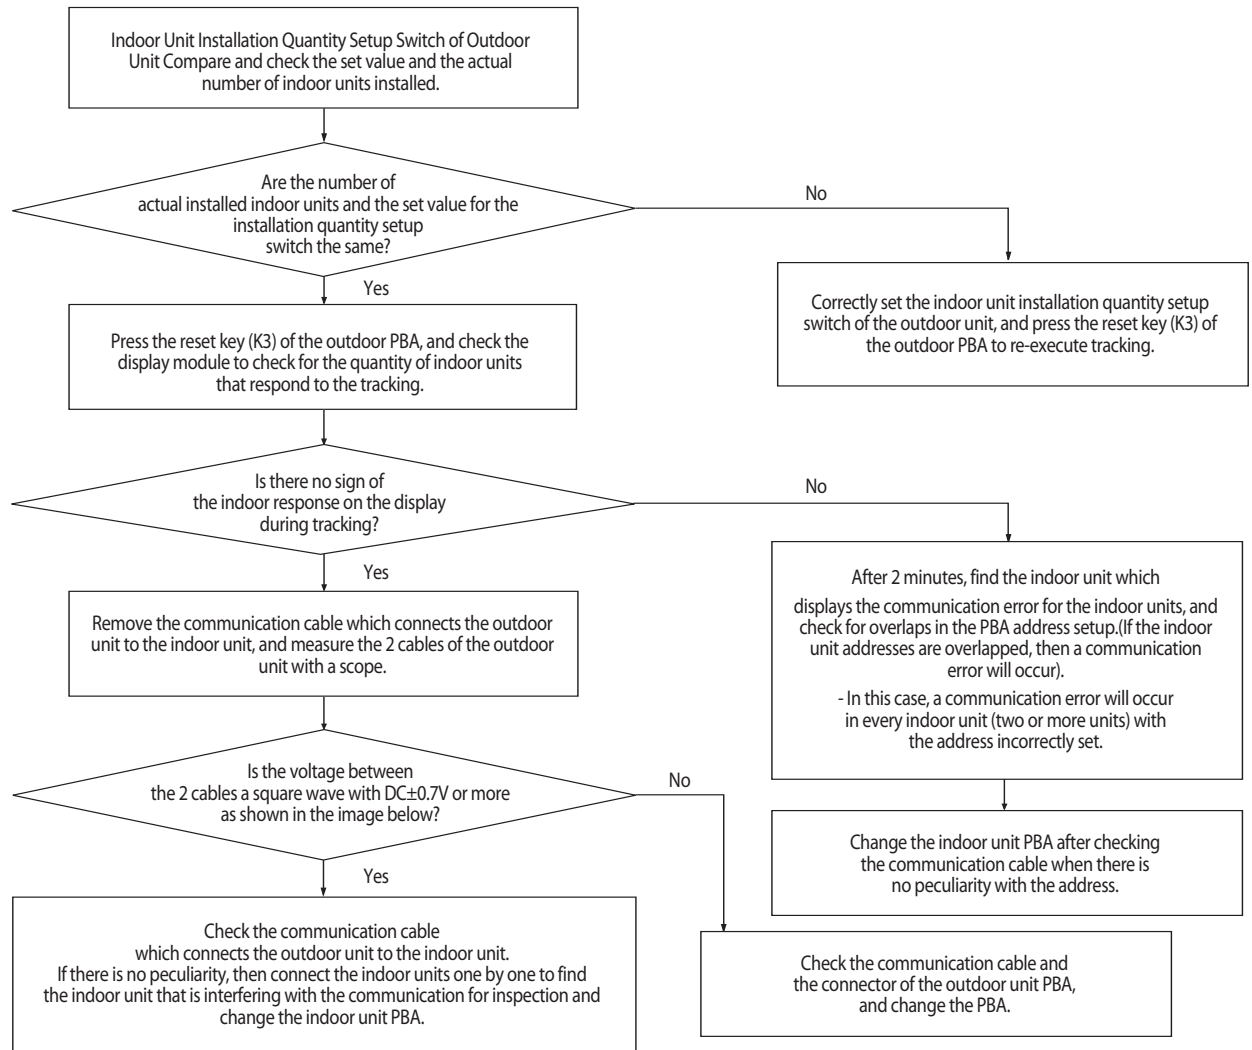 Indoor Unit Installation Quantity Setup Switch of Outdoor
Unit Compare and check the set value and the actual
number of indoor units installed.
Are the number of
actual installed indoor units and the set value for the
installation quantity setup
switch the same?
No
Yes
Correctly set the indoor unit installation quantity setup
switch of the outdoor unit, and press the reset key (K3) of
the outdoor PBA to re-execute tracking.
Press the reset key (K3) of the outdoor PBA, and check the
display module to check for the quantity of indoor units
that respond to the tracking.
Is there no sign of
the indoor response on the display
during tracking?
No
Yes
After 2 minutes, find the indoor unit which
displays the communication error for the indoor units, and
check for overlaps in the PBA address setup.(If the indoor
unit addresses are overlapped, then a communication
error will occur).
- In this case, a communication error will occur
in every indoor unit (two or more units) with
the address incorrectly set.
Remove the communication cable which connects the outdoor
unit to the indoor unit, and measure the 2 cables of the outdoor
unit with a scope.
Is the voltage between
the 2 cables a square wave with DC±0.7V or more
as shown in the image below?
No
Yes
Change the indoor unit PBA after checking
the communication cable when there is
no peculiarity with the address.
Check the communication cable
which connects the outdoor unit to the indoor unit.
If there is no peculiarity, then connect the indoor units one by one to find
the indoor unit that is interfering with the communication for inspection and
change the indoor unit PBA.
Check the communication cable and
the connector of the outdoor unit PBA,
and change the PBA.